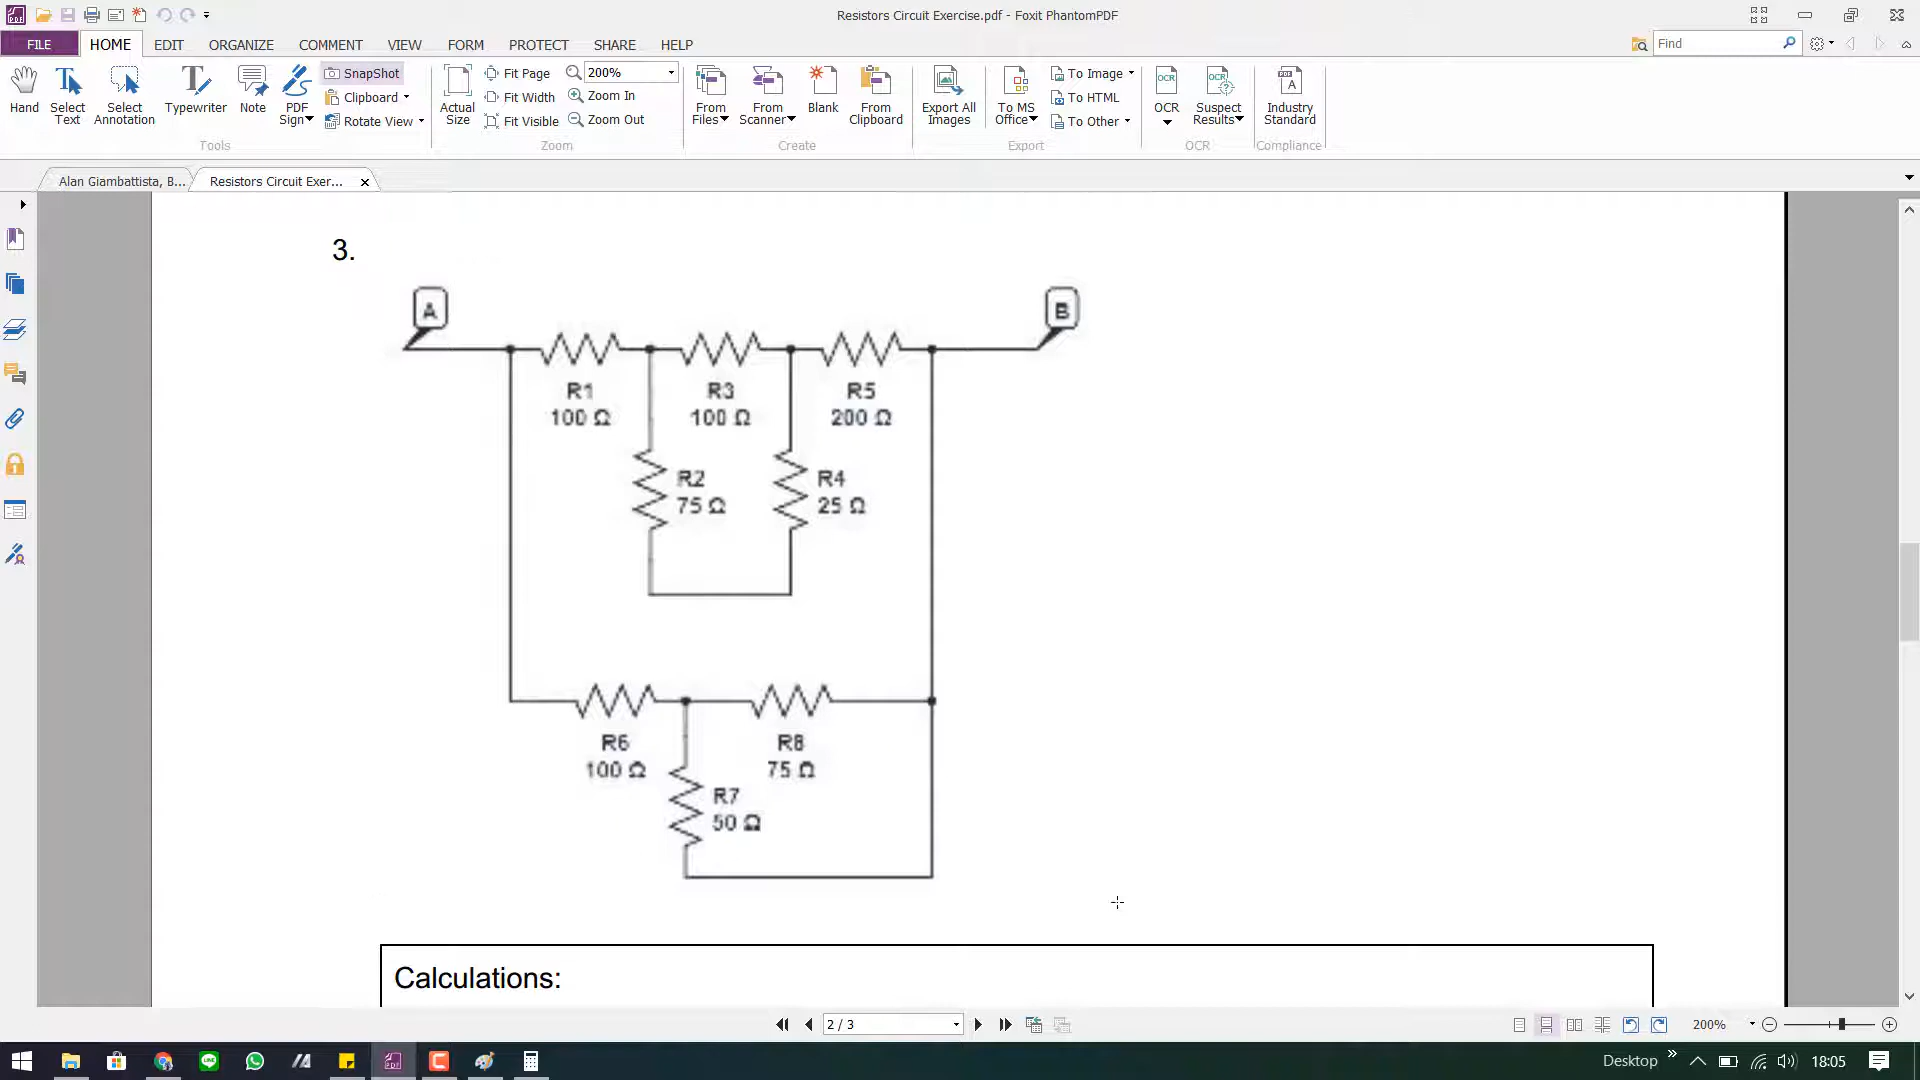 Resistors Circuit Exercise.pdf - Foxit PhantomPDF
FILE HOME EDIT ORGANIZE COMMENT VIEW FORM PROTECT SHARE HELP Find
Hand
Select Text
Select Annotation
Typewriter
Note
PDF Sign
SnapShot
Clipboard
Rotate View
Tools
Actual Size
Fit Page
Fit Width
Fit Visible
200%
Zoom In
Zoom Out
Zoom
From Files
From Scanner
Blank
From Clipboard
Create
Export All Images
To MS Office
To Image
To HTML
To Other
Export
OCR
Suspect Results
OCR
Industry Standard
Compliance
Alan Giambattista, B... Resistors Circuit Exer...
3.
A B
R1 R3 R5
100 Ω 100 Ω 200 Ω
R2 R4
75 Ω 25 Ω
R6 R8
100 Ω 75 Ω
R7
50 Ω
Calculations:
2 / 3 200%
Desktop 18:05